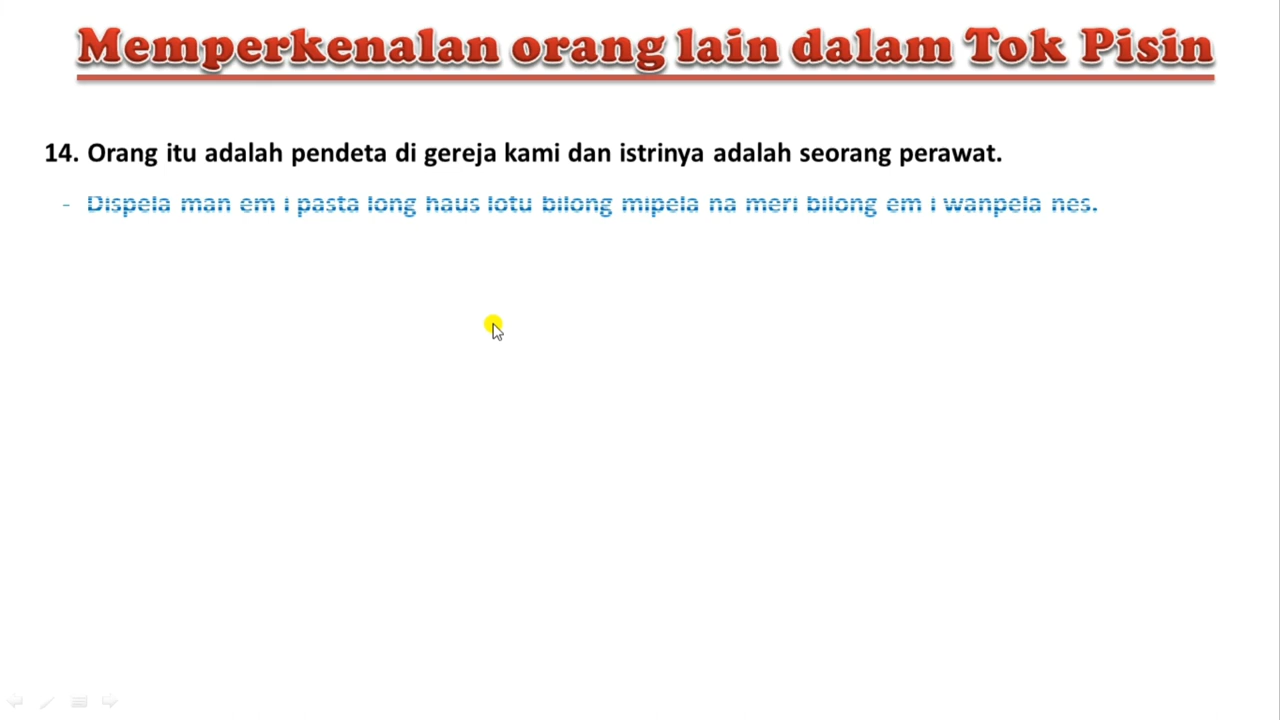 Memperkenalan orang lain dalam Tok Pisin
14. Orang itu adalah pendeta di gereja kami dan istrinya adalah seorang perawat.
- Dispela man em i pasta long haus lotu bilong mipela na meri bilong em i wanpela nes.